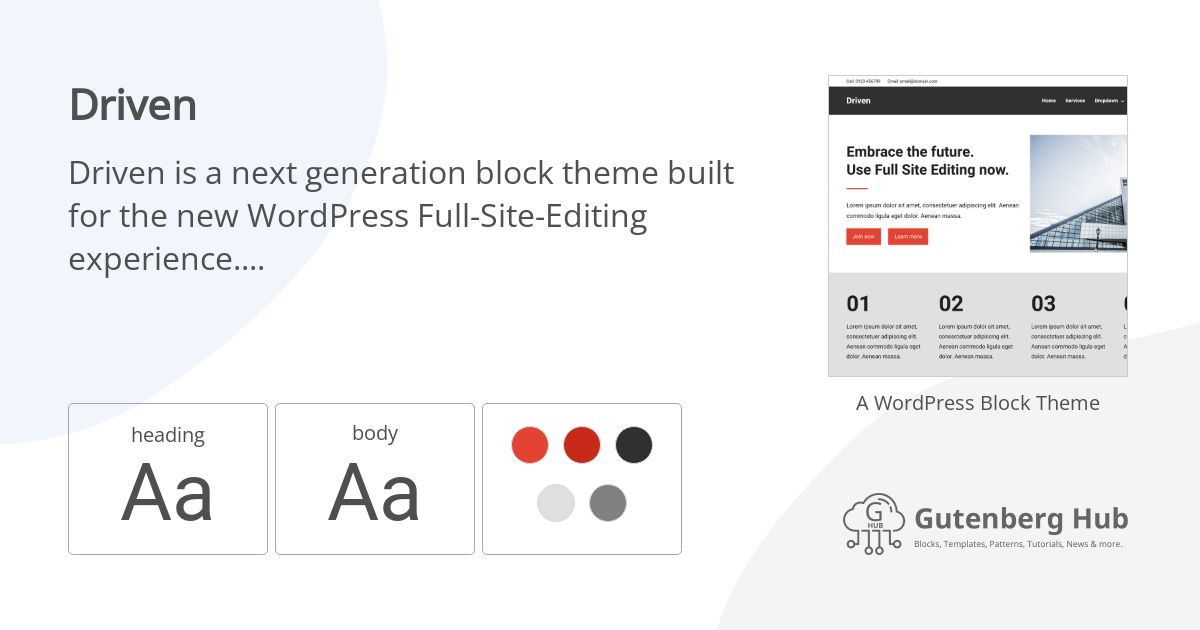 Driven
Driven is a next generation block theme built
for the new WordPress Full-Site-Editing
experience....
heading
Aa
body
Aa
Call: 0123-456789 Email: email@domain.com
Driven
Home Services Dropdown
Embrace the future.
Use Full Site Editing now.
Lorem ipsum dolor sit amet, consectetuer adipiscing elit. Aenean
commodo ligula eget dolor. Aenean massa.
Join now Learn more
01 02 03
Lorem ipsum dolor sit amet, Lorem ipsum dolor sit amet, Lorem ipsum dolor sit amet,
consectetuer adipiscing elit. consectetuer adipiscing elit. consectetuer adipiscing elit.
Aenean commodo ligula eget Aenean commodo ligula eget Aenean commodo ligula eget
dolor. Aenean massa. dolor. Aenean massa. dolor. Aenean massa.
A WordPress Block Theme
G
HUB
Gutenberg Hub
Blocks, Templates, Patterns, Tutorials, News & more.